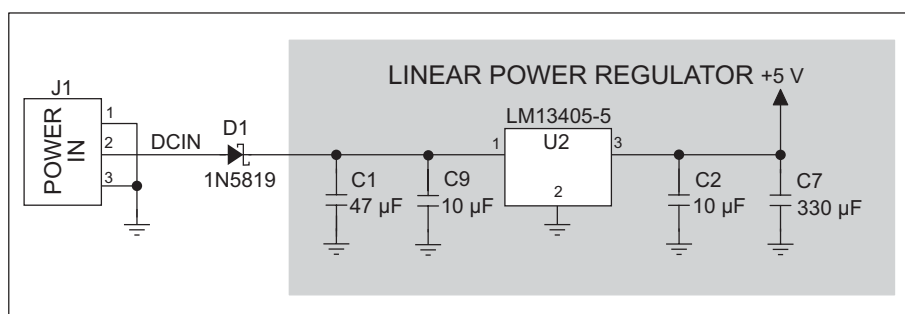 LINEAR POWER REGULATOR
+5 V
J1
POWER
IN
1
2
3
DCIN
D1
1N5819
C1
47 µF
C9
10 µF
LM13405-5
U2
1
2
3
C2
10 µF
C7
330 µF